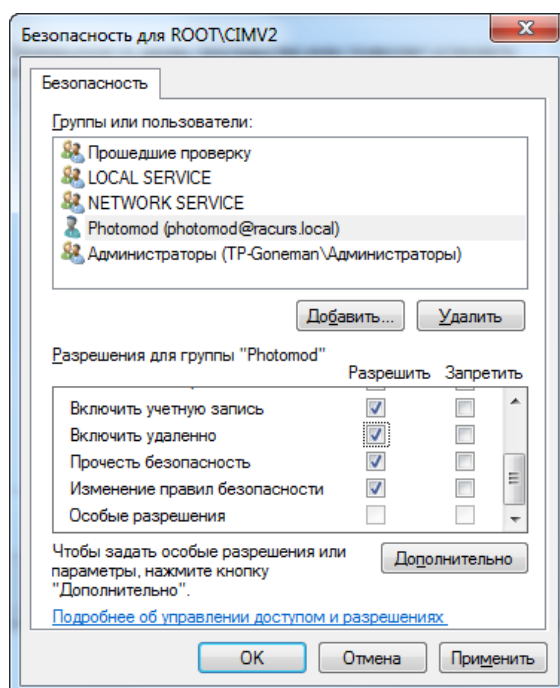 Безопасность для ROOT\CIMV2
Безопасность
Группы или пользователи:
Прошедшие проверку
LOCAL SERVICE
NETWORK SERVICE
Photomod (photomod@racurs.local)
Администраторы (TP-Goneman\Администраторы)
Добавить... Удалить
Разрешения для группы "Photomod"
Разрешить Запретить
Включить учетную запись
Включить удаленно
Прочесть безопасность
Изменение правил безопасности
Особые разрешения
Чтобы задать особые разрешения или
параметры, нажмите кнопку
"Дополнительно".
Дополнительно
Подробнее об управлении доступом и разрешениях
OK Отмена Применить